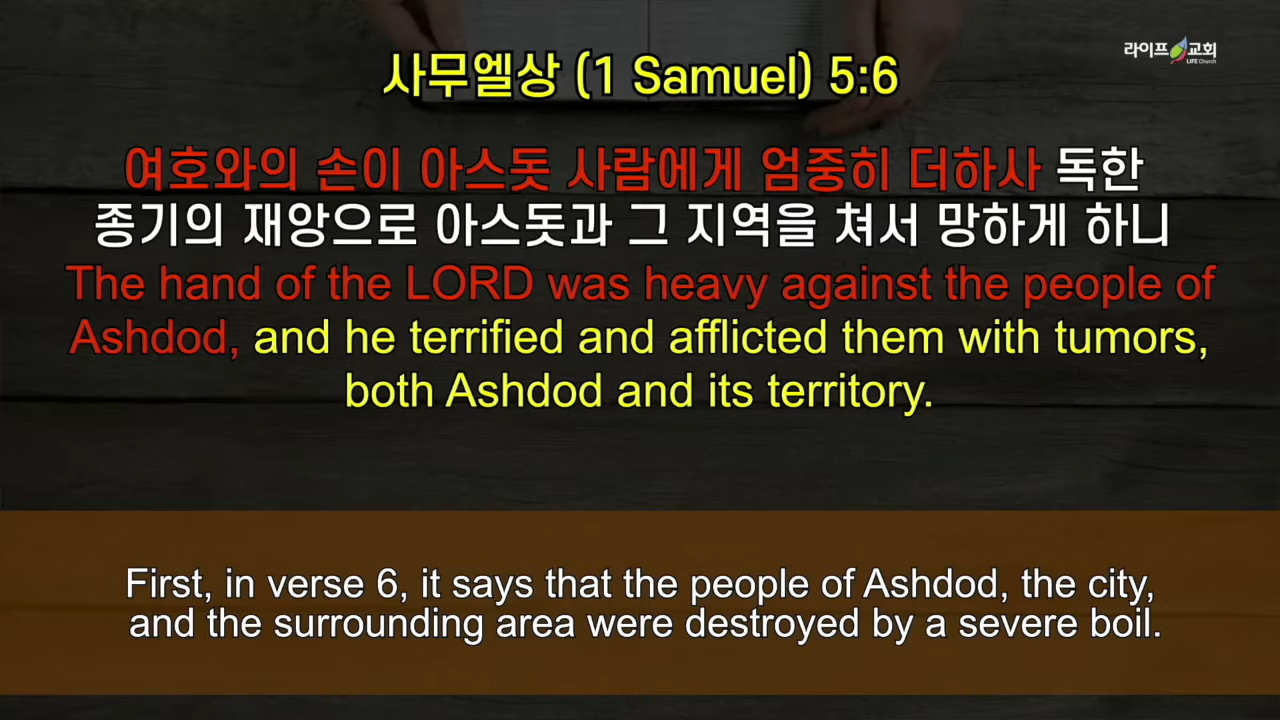 라이프 교회
LIFE Church
사무엘상 (1 Samuel) 5:6
여호와의 손이 아스돗 사람에게 엄중히 더하사 독한
종기의 재앙으로 아스돗과 그 지역을 쳐서 망하게 하니
The hand of the LORD was heavy against the people of
Ashdod, and he terrified and afflicted them with tumors,
both Ashdod and its territory.
First, in verse 6, it says that the people of Ashdod, the city,
and the surrounding area were destroyed by a severe boil.